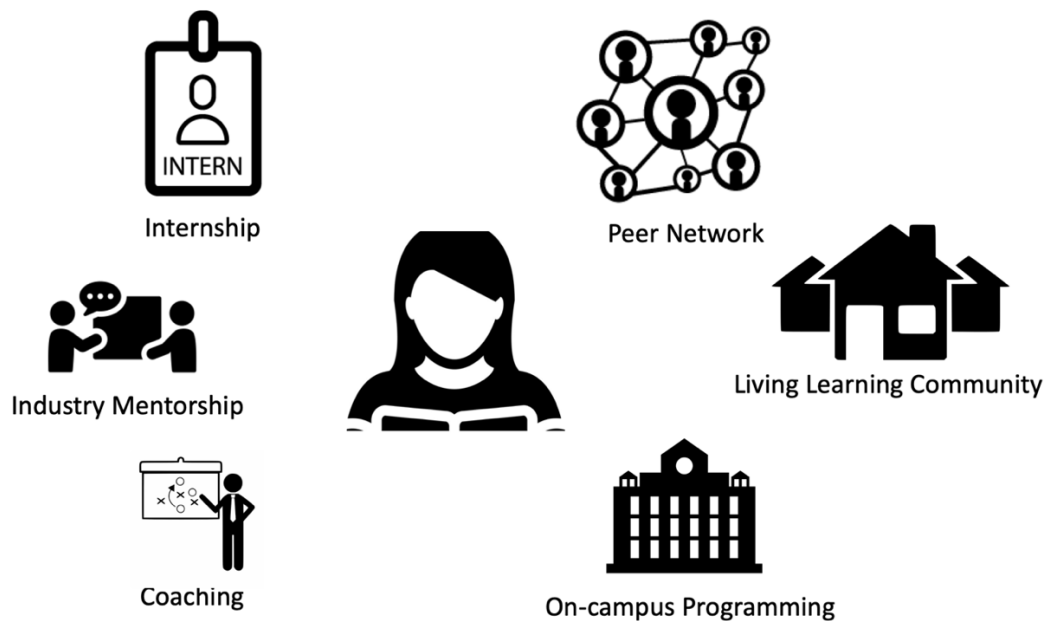 INTERN
Internship
Peer Network
Industry Mentorship
Living Learning Community
Coaching
On-campus Programming